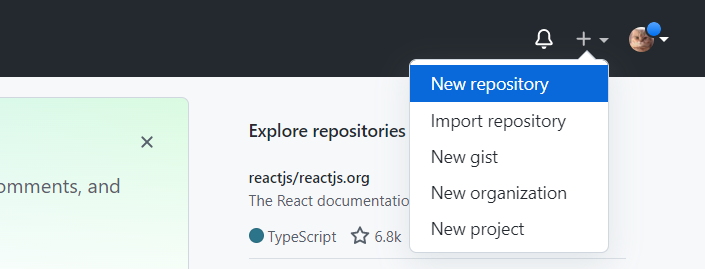 New repository
Import repository
New gist
New organization
New project
omments, and
Explore repositories
reactjs/reactjs.org
The React documentatio
TypeScript 6.8k